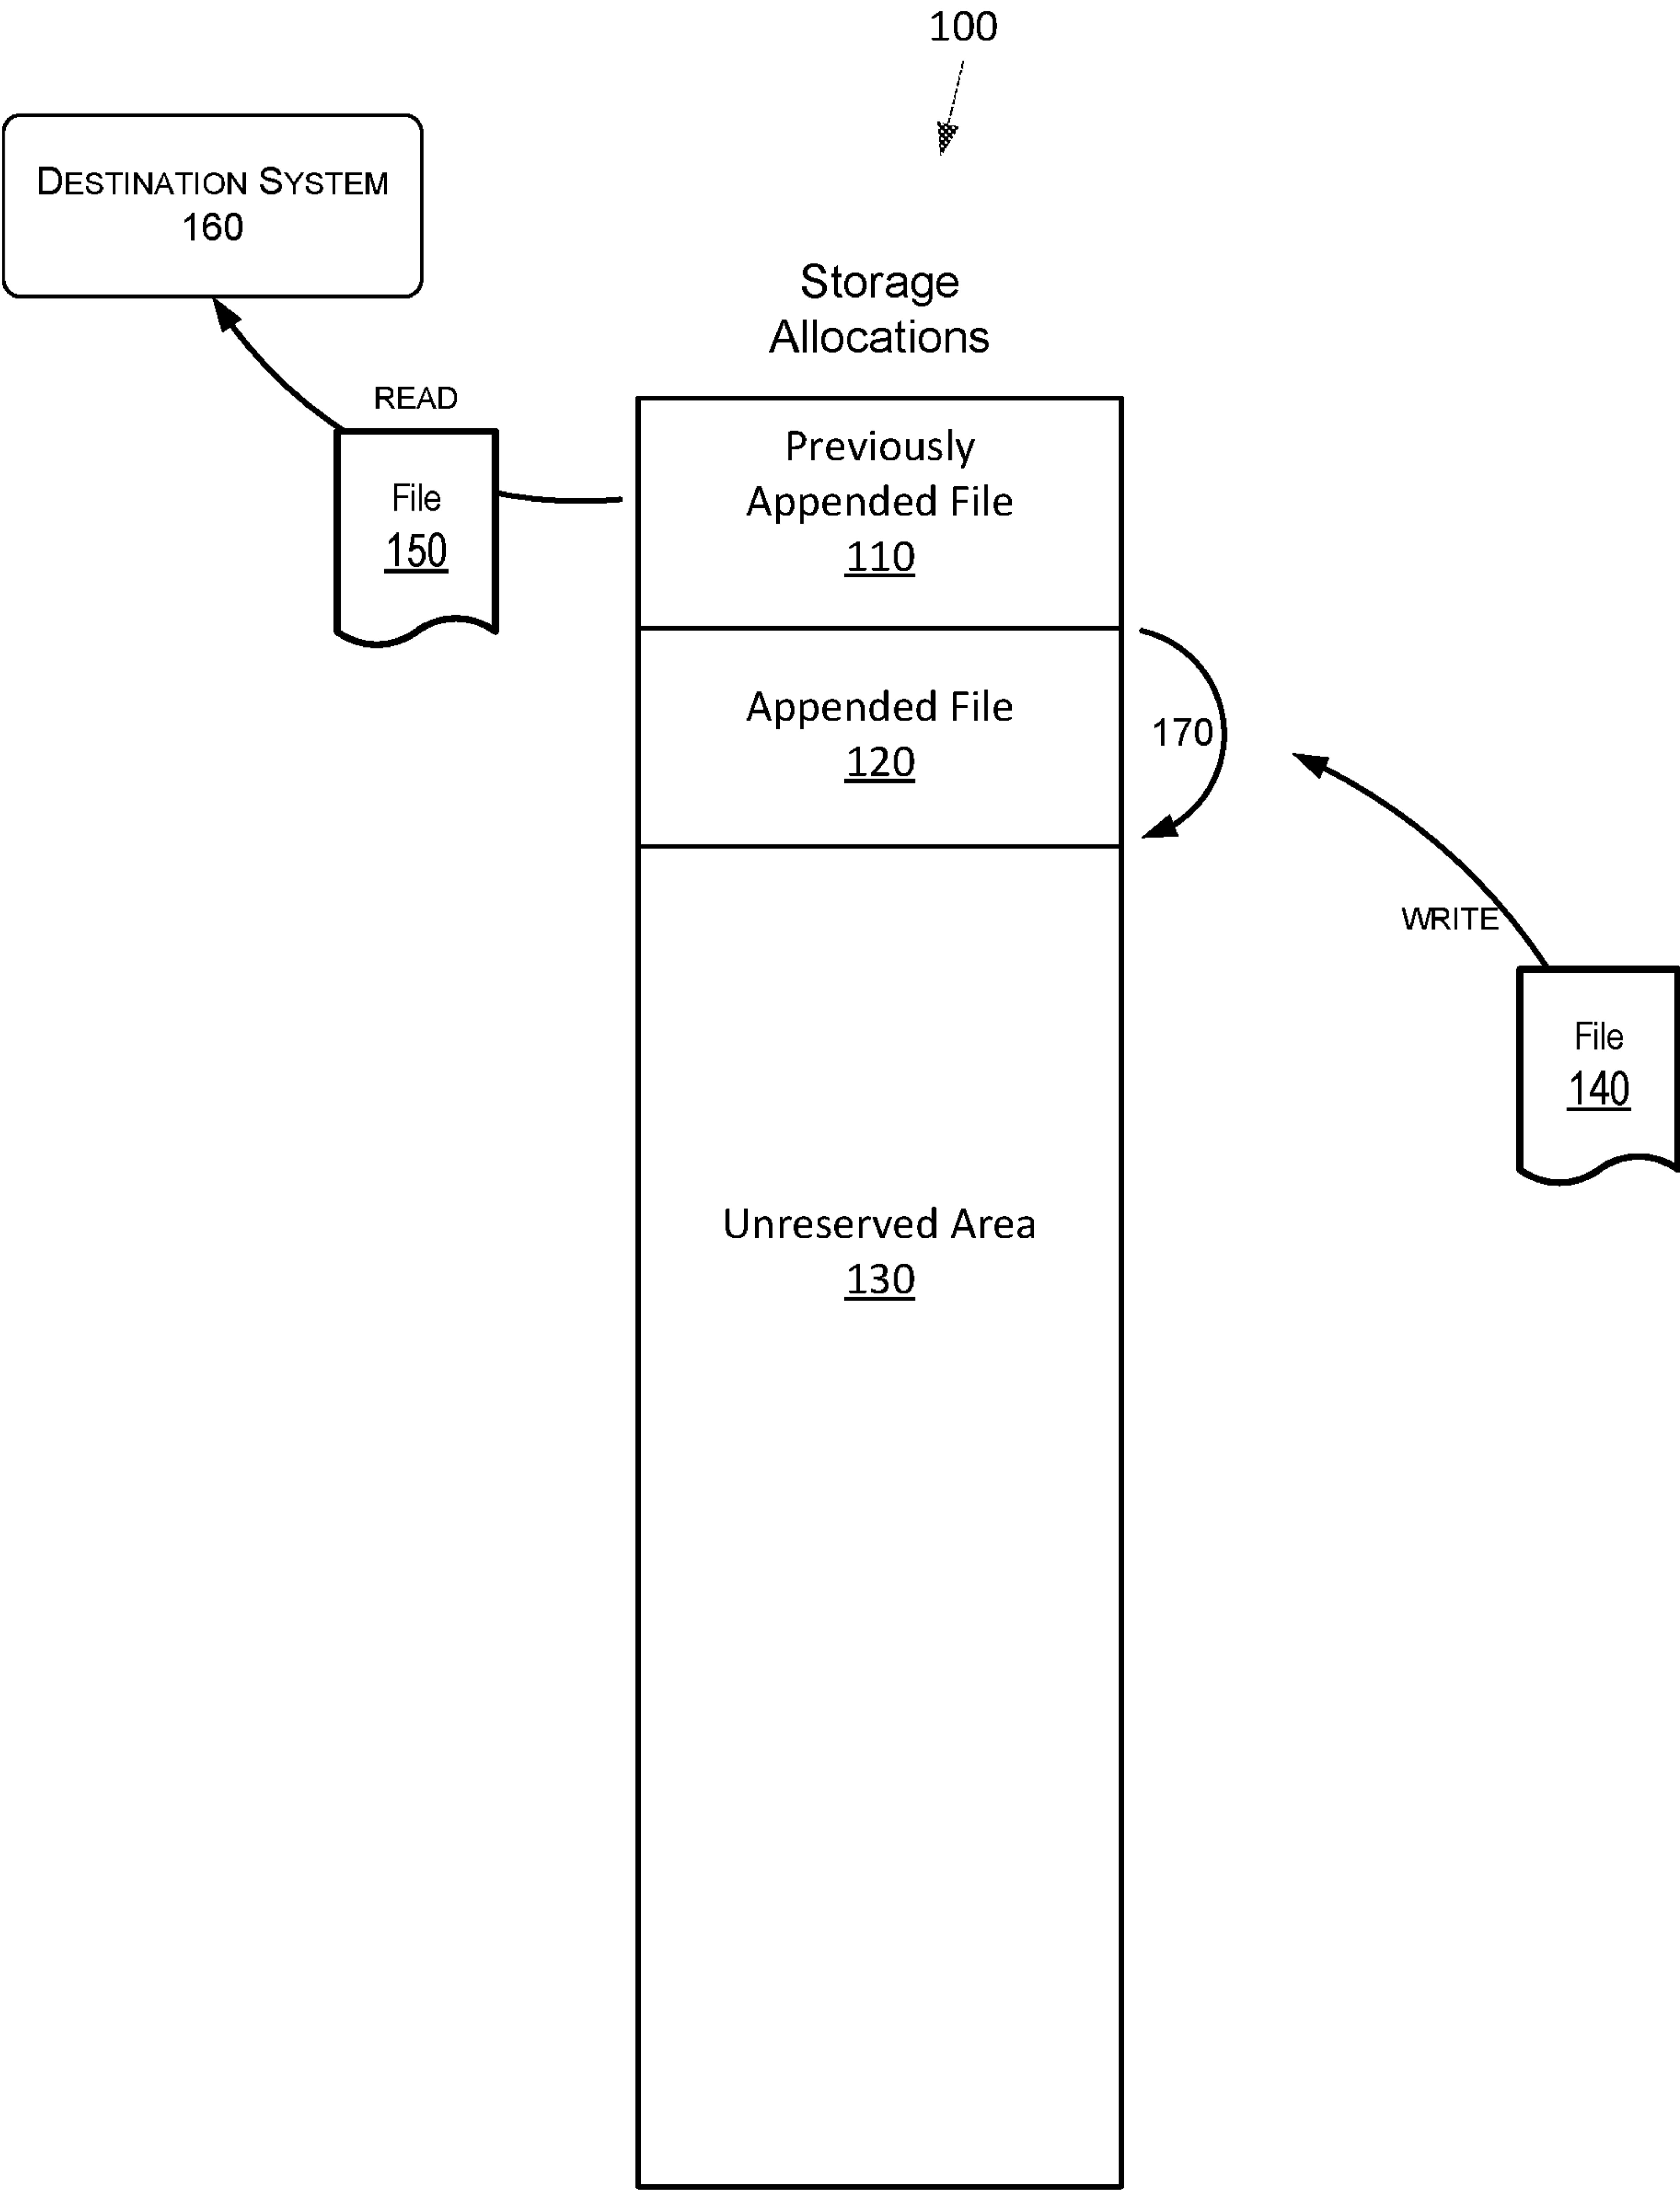 100
DESTINATION SYSTEM
160
Storage
Allocations
READ
File
150
Previously
Appended File
110
Appended File
120
170
WRITE
File
140
Unreserved Area
130